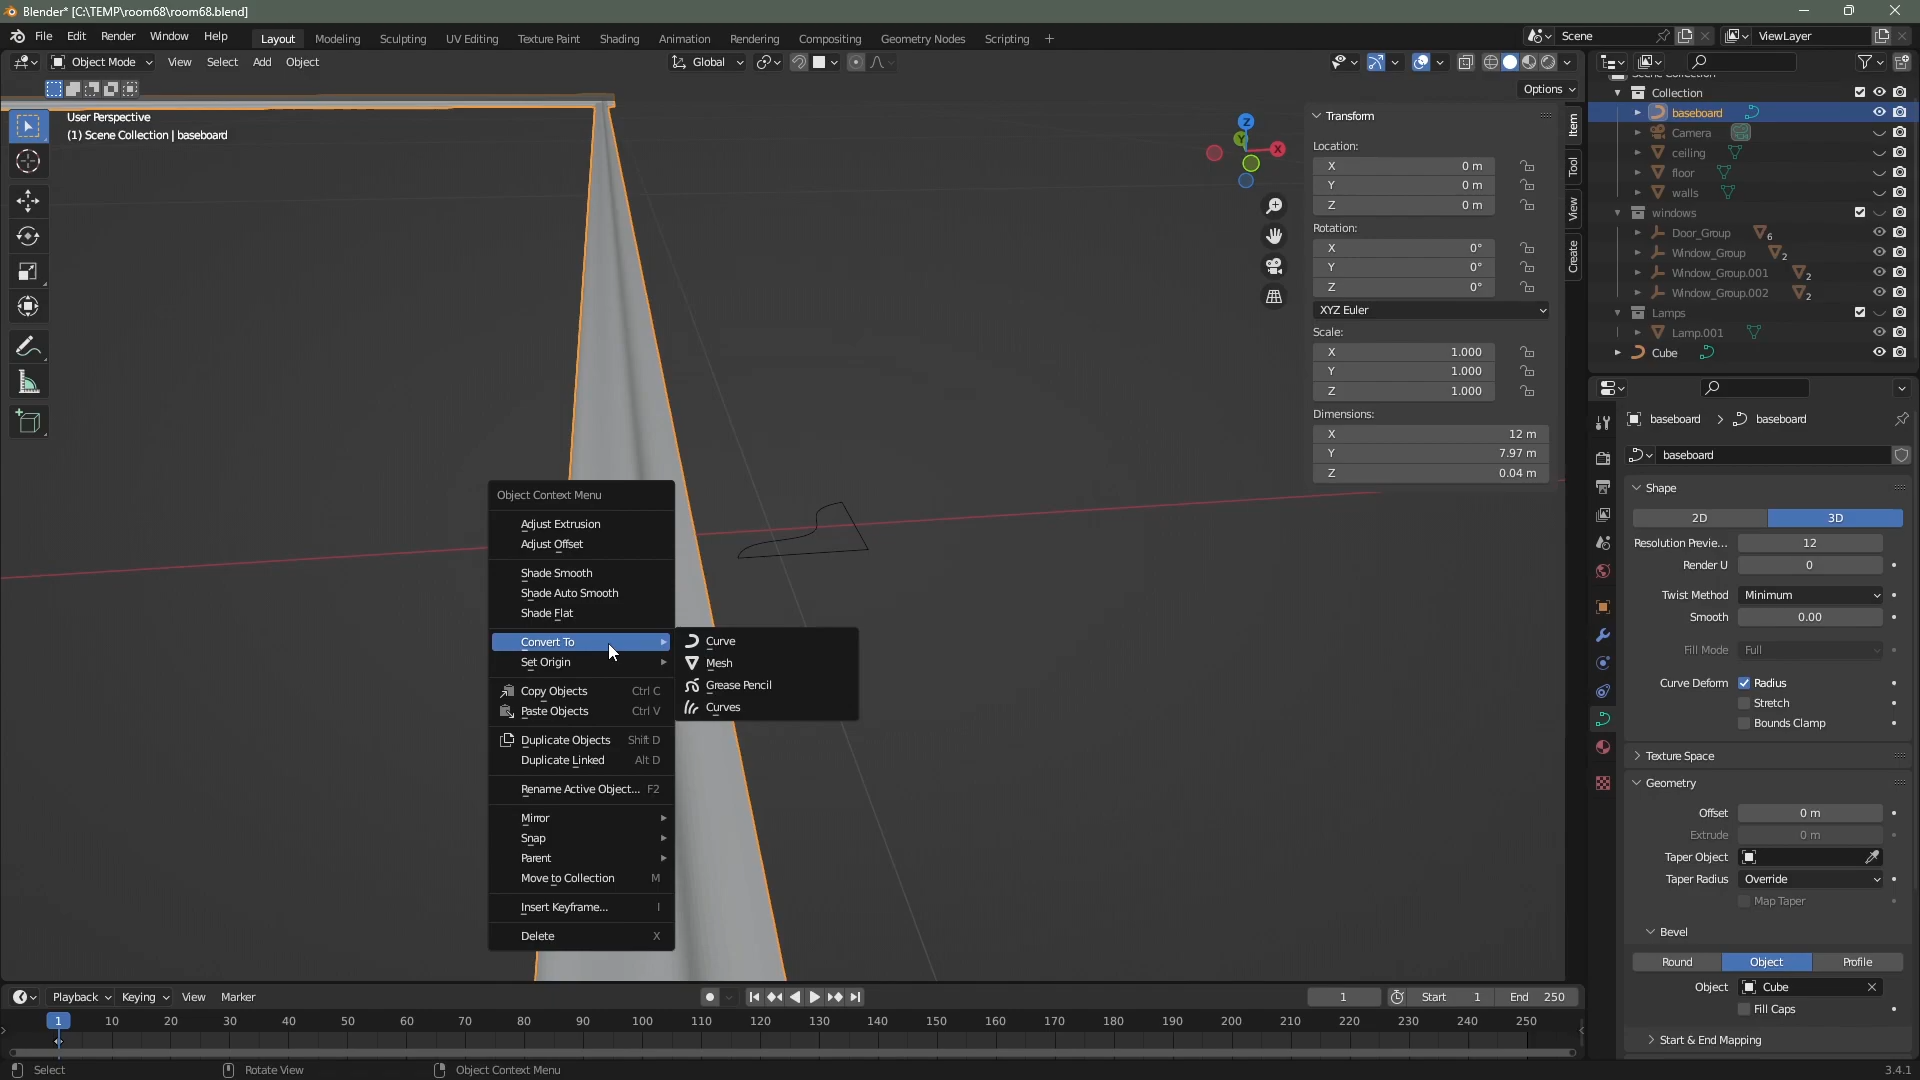 Blender* [C:\TEMP\room68\room68.blend]
File Edit Render Window Help Layout Modeling Sculpting UV Editing Texture Paint Shading Animation Rendering Compositing Geometry Nodes Scripting + Scene ViewLayer
Object Mode View Select Add Object Global
Options
User Perspective
(1) Scene Collection | baseboard
Z
Y
X
Transform
Location:
X 0 m
Y 0 m
Z 0 m
Rotation:
X 0°
Y 0°
Z 0°
XYZ Euler
Scale:
X 1.000
Y 1.000
Z 1.000
Dimensions:
X 12 m
Y 7.97 m
Z 0.04 m
Item
Tool
View
Create
Collection
baseboard
Camera
ceiling
floor
walls
windows
Door_Group 6
Window_Group 2
Window_Group.001 2
Window_Group.002 2
Lamps
Lamp.001
Cube
baseboard > baseboard
baseboard
Shape
2D 3D
Resolution Previe... 12
Render U 0
Twist Method Minimum
Smooth 0.00
Fill Mode Full
Curve Deform Radius
Stretch
Bounds Clamp
Texture Space
Geometry
Offset 0 m
Extrude 0 m
Taper Object
Taper Radius Override
Map Taper
Bevel
Round Object Profile
Object Cube
Fill Caps
Start & End Mapping
Object Context Menu
Adjust Extrusion
Adjust Offset
Shade Smooth
Shade Auto Smooth
Shade Flat
Convert To
Set Origin
Copy Objects Ctrl C
Paste Objects Ctrl V
Duplicate Objects Shift D
Duplicate Linked Alt D
Rename Active Object... F2
Mirror
Snap
Parent
Move to Collection M
Insert Keyframe... I
Delete X
Curve
Mesh
Grease Pencil
Curves
Playback Keying View Marker 1 Start 1 End 250
1 10 20 30 40 50 60 70 80 90 100 110 120 130 140 150 160 170 180 190 200 210 220 230 240 250
Select Rotate View Object Context Menu 3.4.1